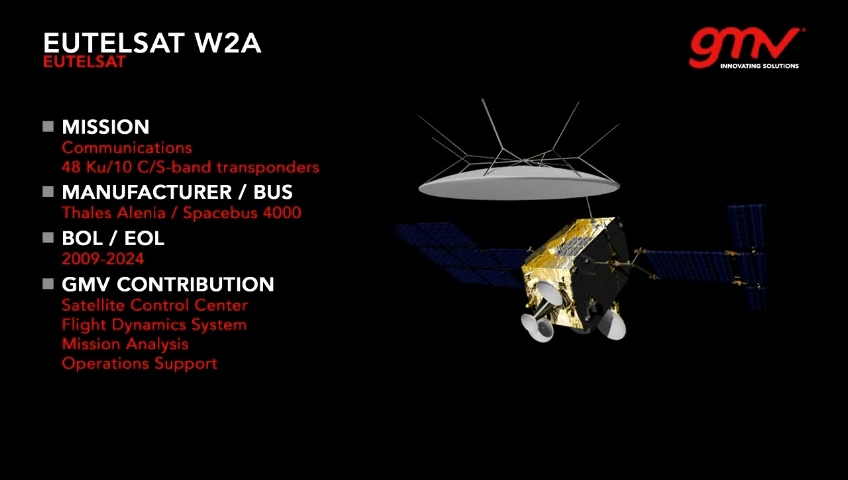 EUTELSAT W2A
EUTELSAT
gmv
INNOVATING SOLUTIONS
MISSION
Communications
48 Ku/10 C/S-band transponders
MANUFACTURER / BUS
Thales Alenia / Spacebus 4000
BOL / EOL
2009-2024
GMV CONTRIBUTION
Satellite Control Center
Flight Dynamics System
Mission Analysis
Operations Support